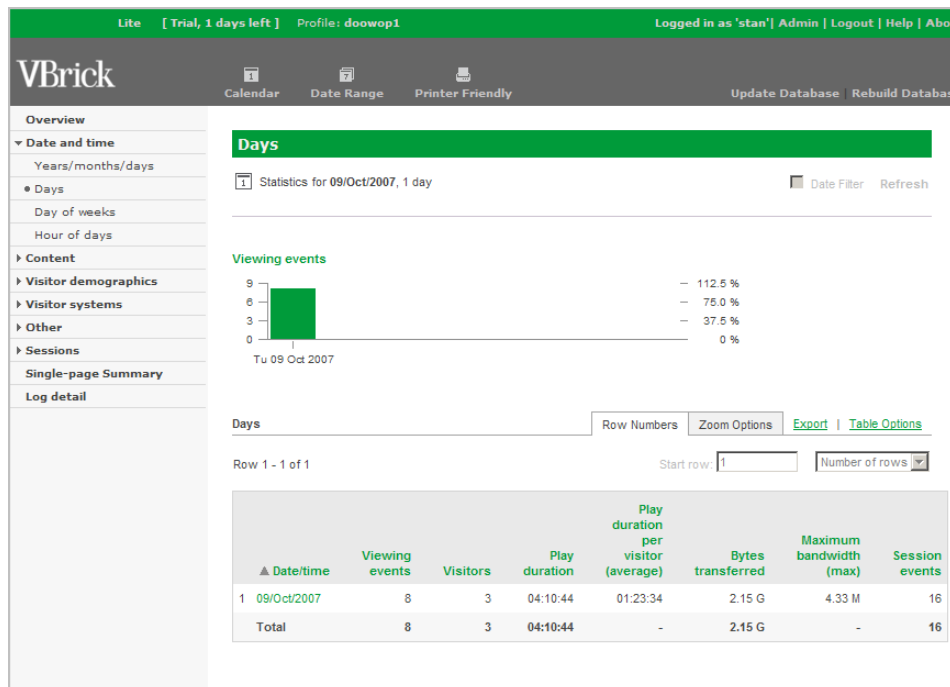 Lite [ Trial, 1 days left ] Profile: doowop1 Logged in as 'stan'| Admin | Logout | Help | Abo
VBrick
1 7
Calendar Date Range Printer Friendly Update Database | Rebuild Databas
Overview
Date and time
Years/months/days
Days
Day of weeks
Hour of days
Content
Visitor demographics
Visitor systems
Other
Sessions
Single-page Summary
Log detail
Days
1 Statistics for 09/Oct/2007, 1 day Date Filter Refresh
Viewing events
9 112.5 %
6 75.0 %
3 37.5 %
0 0 %
Tu 09 Oct 2007
Days Row Numbers Zoom Options Export | Table Options
Row 1 - 1 of 1 Start row: 1 Number of rows
Play
duration
per
Viewing Play visitor Bytes Maximum bandwidth Session
Date/time events Visitors duration (average) transferred (max) events
1 09/Oct/2007 8 3 04:10:44 01:23:34 2.15 G 4.33 M 16
Total 8 3 04:10:44 - 2.15 G - 16